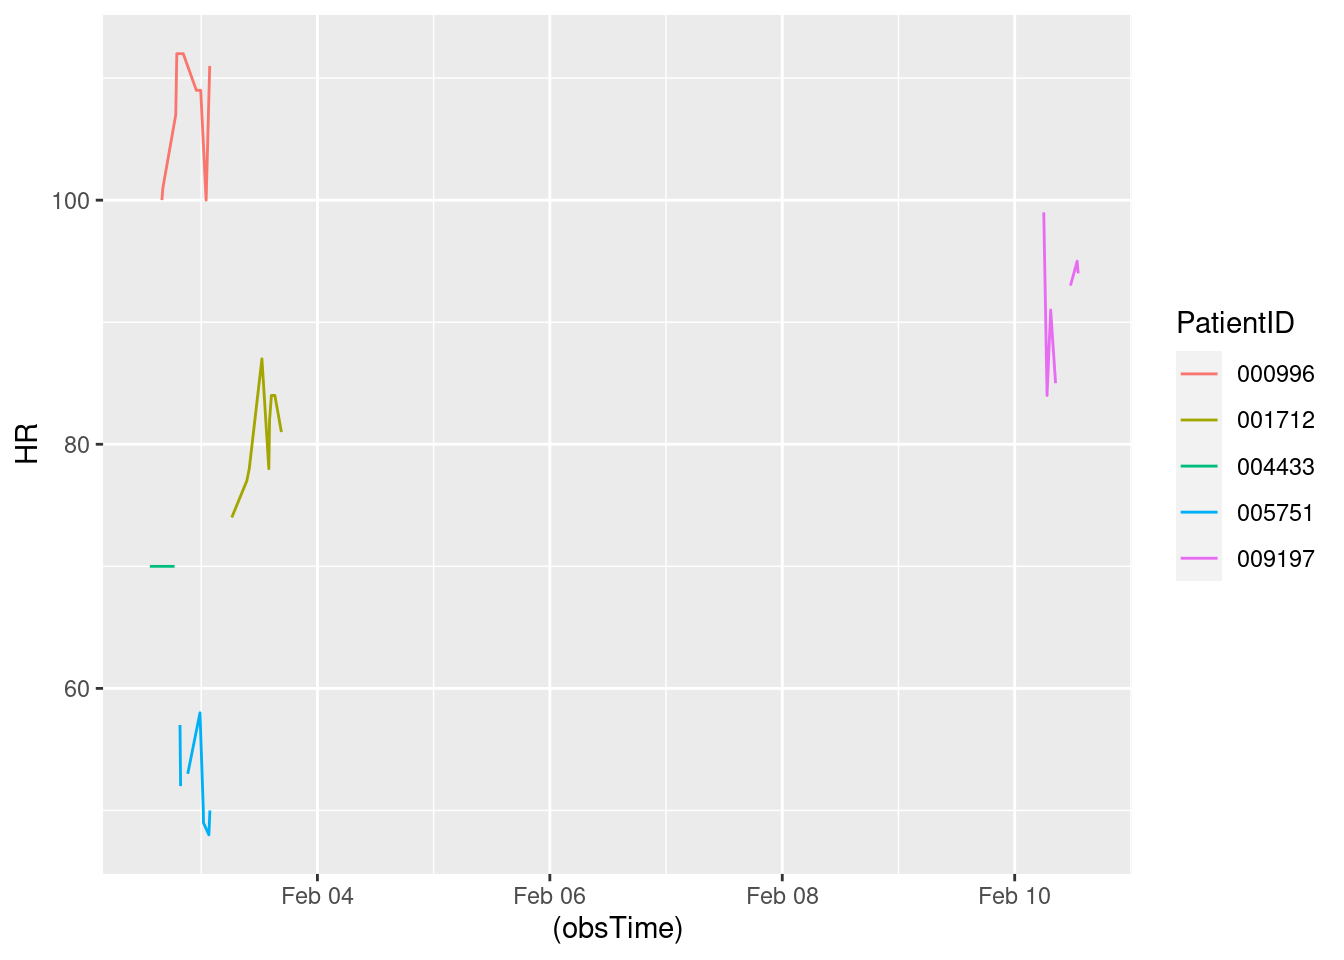 HR
100
80
60
Feb 04
Feb 06
Feb 08
Feb 10
(obsTime)
PatientID
000996
001712
004433
005751
009197